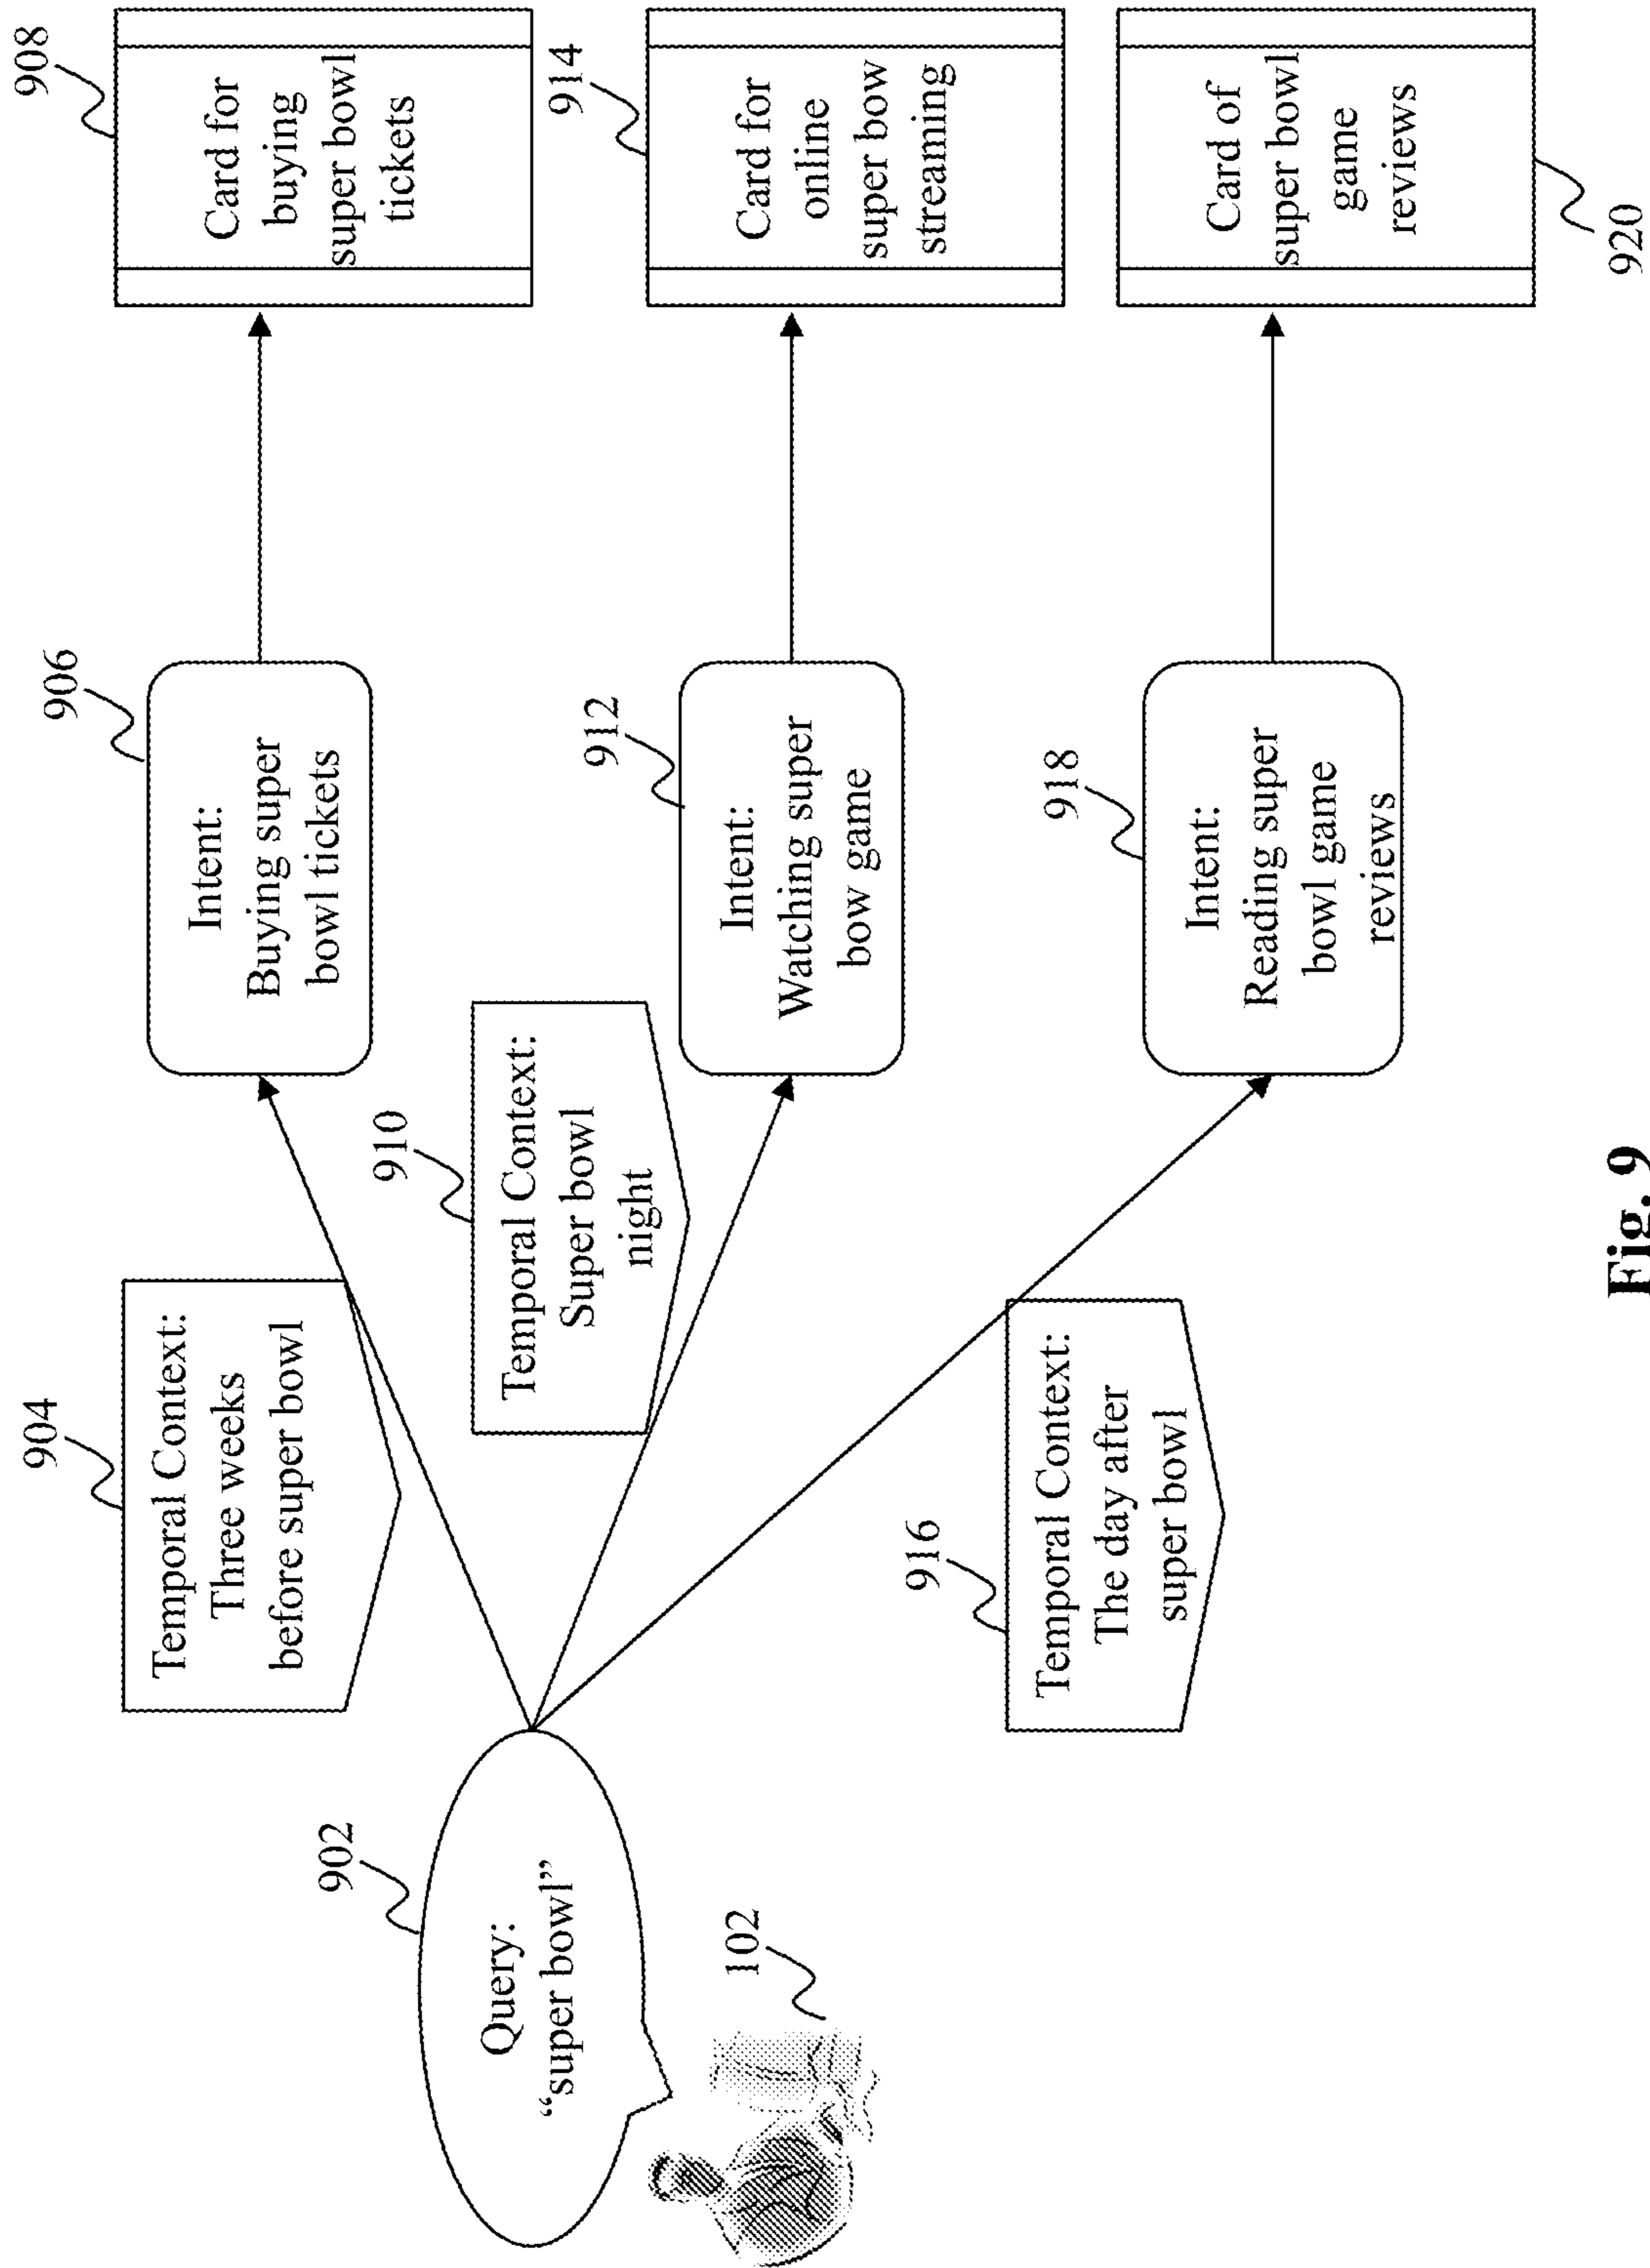 902
Query:
“super bowl”
102
904
Temporal Context:
Three weeks
before super bowl
906
Intent:
Buying super
bowl tickets
908
Card for
buying
super bowl
tickets
910
Temporal Context:
Super bowl
night
912
Intent:
Watching super
bow game
914
Card for
online
super bow
streaming
916
Temporal Context:
The day after
super bowl
918
Intent:
Reading super
bowl game
reviews
Card of
super bowl
game
reviews
920
Fig. 9